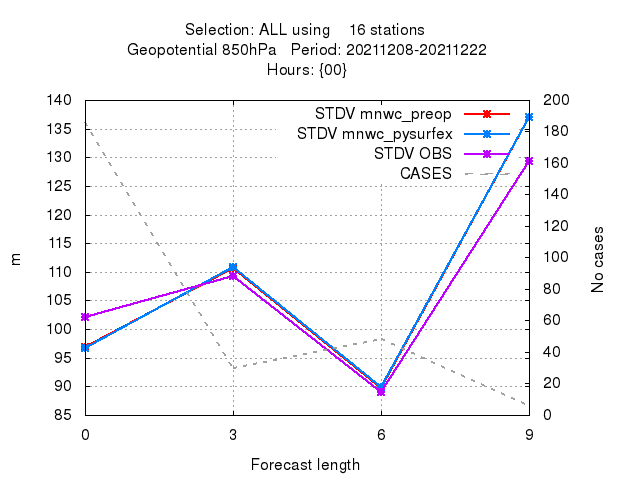 Selection: ALL using 16 stations
Geopotential 850hPa Period: 20211208-20211222
Hours: {00}
140 200
135 180
130 160
125 140
120 120
115 100
110 80
105 60
100 40
95 20
90 0
85
m
No cases
STDV mnwc_preop
STDV mnwc_pysurfex
STDV OBS
CASES
0 3 6 9
Forecast length